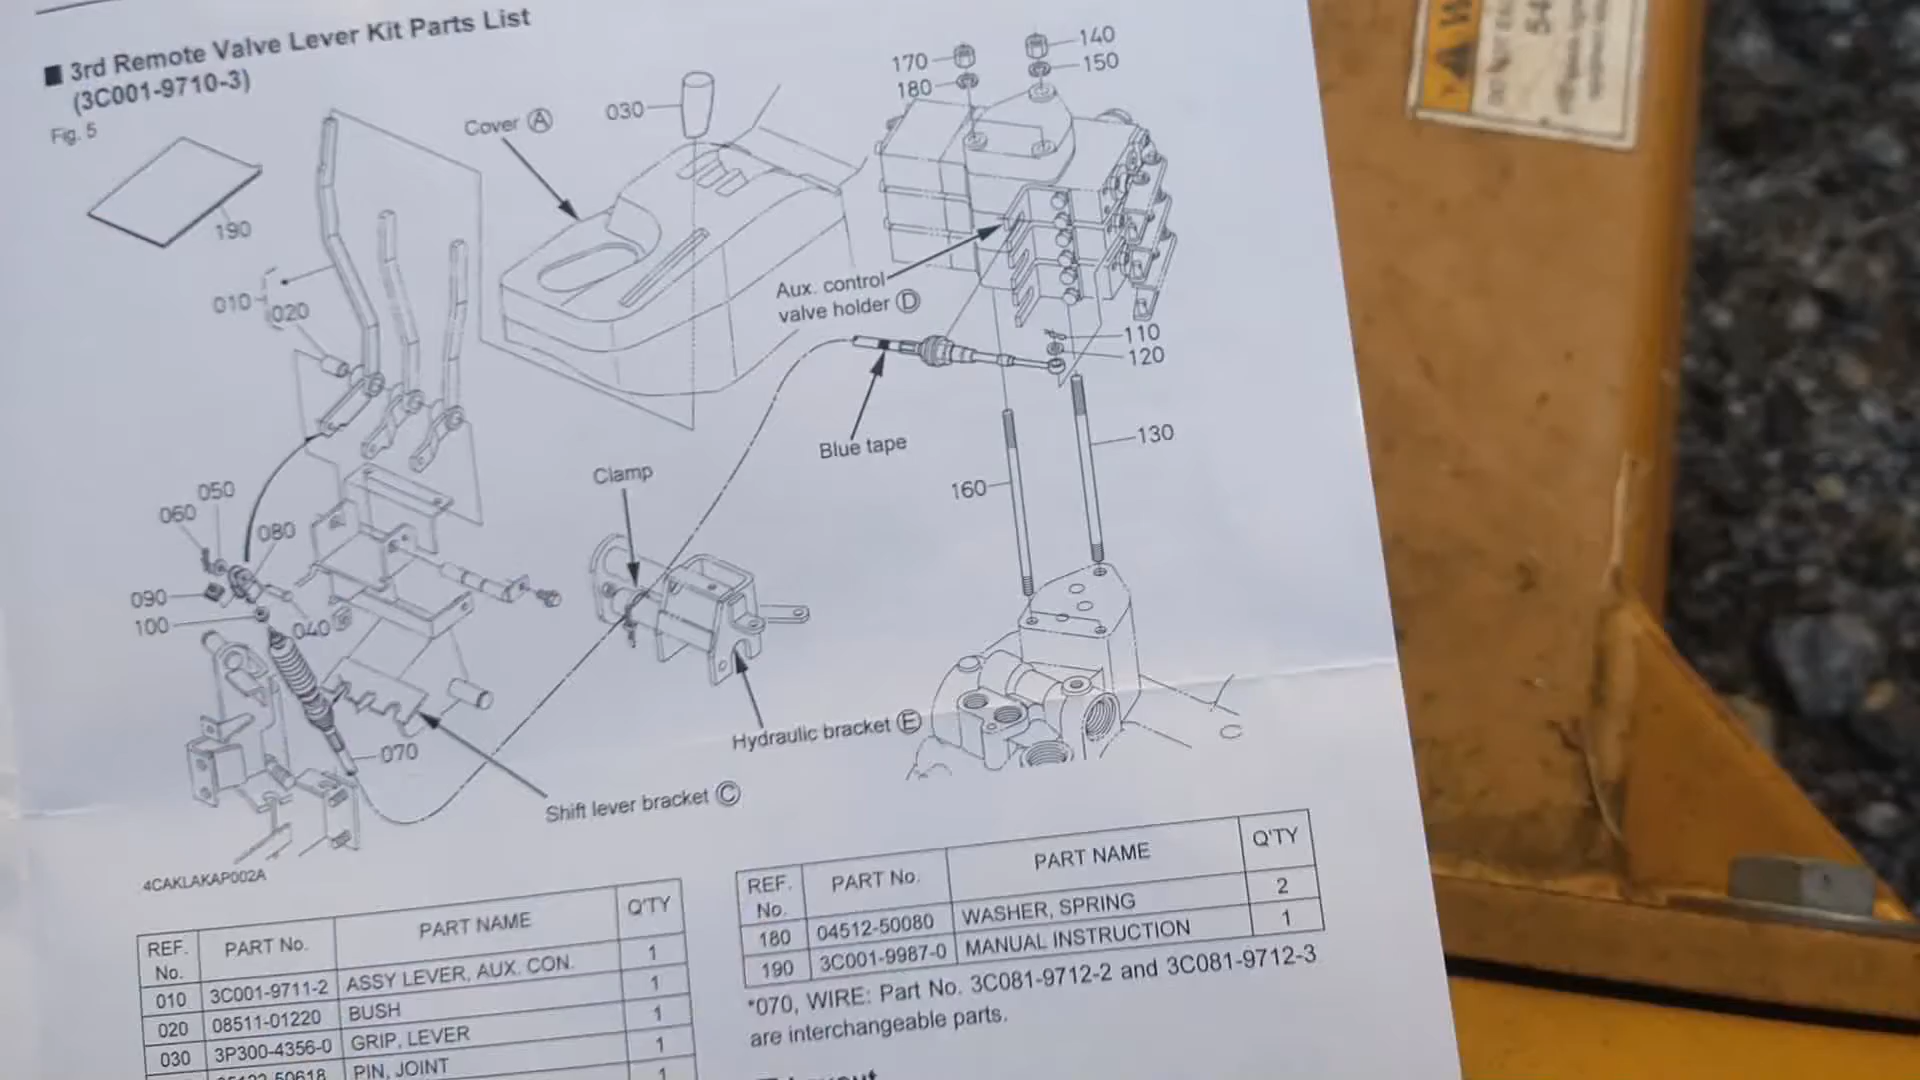 ■ 3rd Remote Valve Lever Kit Parts List
(3C001-9710-3)
Fig. 5
190
010
020
Cover Ⓐ
030
170
180
140
150
Aux. control
valve holder Ⓓ
110
120
Blue tape
130
160
Clamp
050
060
080
090
100
040
070
Hydraulic bracket Ⓔ
Shift lever bracket Ⓒ
4CAKLAKAP002A
REF. No. PART No. PART NAME Q'TY
010 3C001-9711-2 ASSY LEVER, AUX. CON. 1
020 08511-01220 BUSH 1
030 3P300-4356-0 GRIP, LEVER 1
PIN, JOINT 1
REF. No. PART No. PART NAME Q'TY
180 04512-50080 WASHER, SPRING 2
190 3C001-9987-0 MANUAL INSTRUCTION 1
*070, WIRE: Part No. 3C081-9712-2 and 3C081-9712-3
are interchangeable parts.